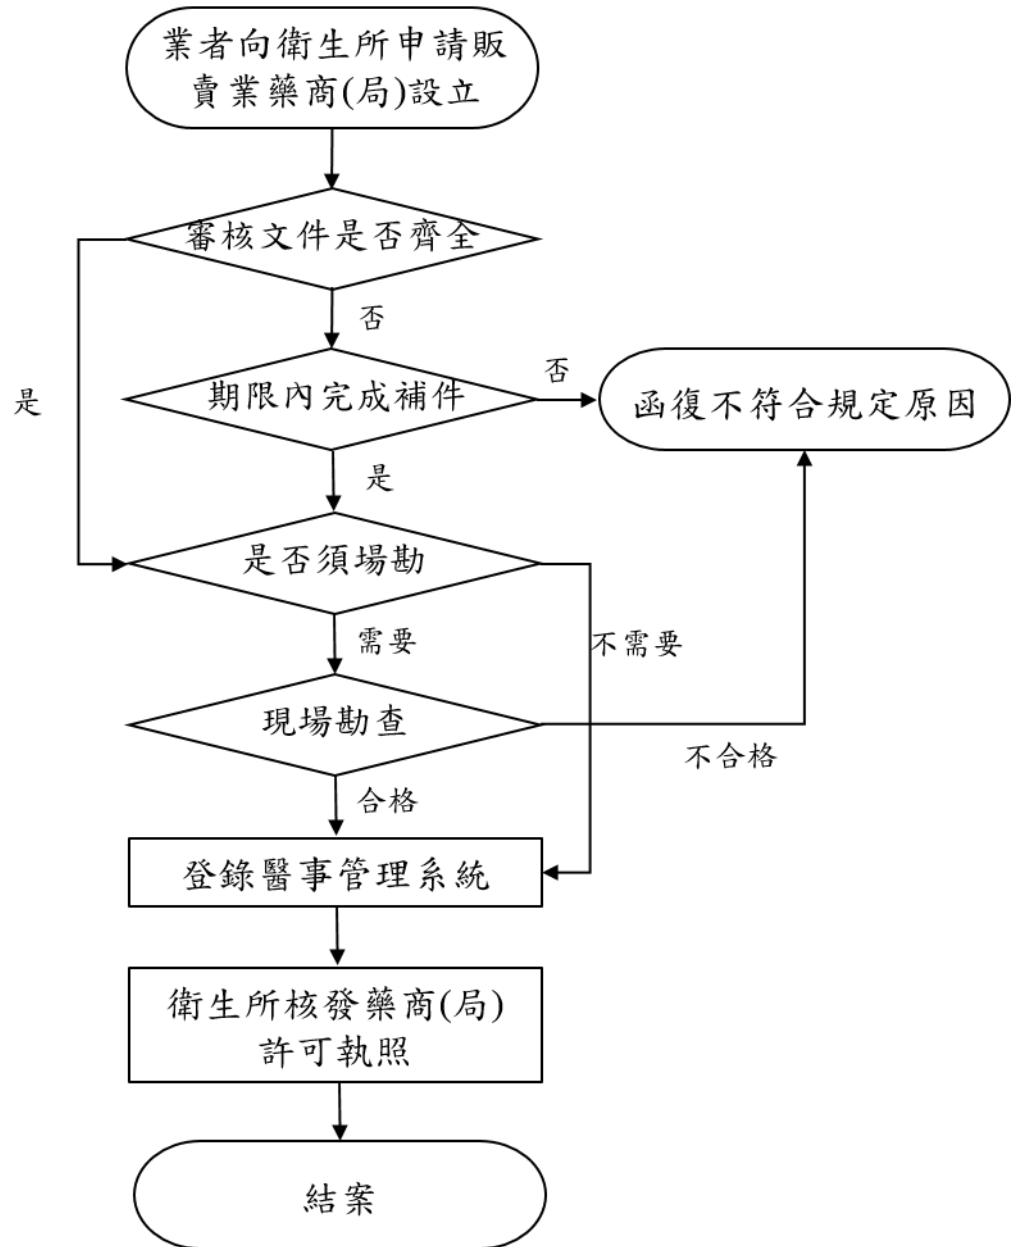 業者向衛生所申請販
賣業藥商(局)設立
審核文件是否齊全
否
是
期限內完成補件
否
函復不符合規定原因
是
是否須場勘
需要
不需要
現場勘查
不合格
合格
登錄醫事管理系統
衛生所核發藥商(局)
許可執照
結案